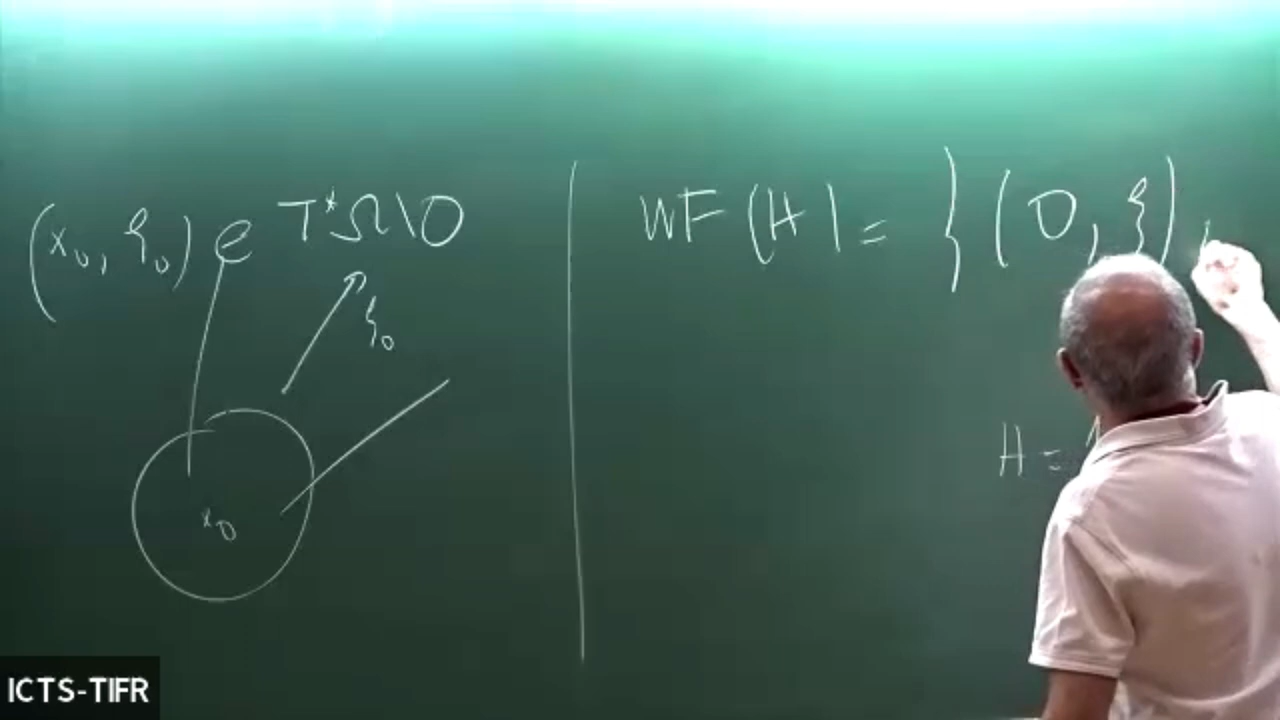 (x₀, ξ₀) ∈ T*Ω\0
ξ₀
x₀
WF(H) = { (0, ξ),
H =
ICTS-TIFR